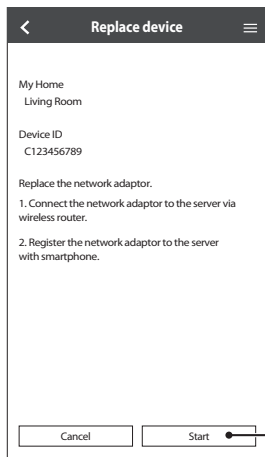 Replace device
My Home
Living Room
Device ID
C123456789
Replace the network adaptor.
1. Connect the network adaptor to the server via
wireless router.
2. Register the network adaptor to the server
with smartphone.
Cancel
Start